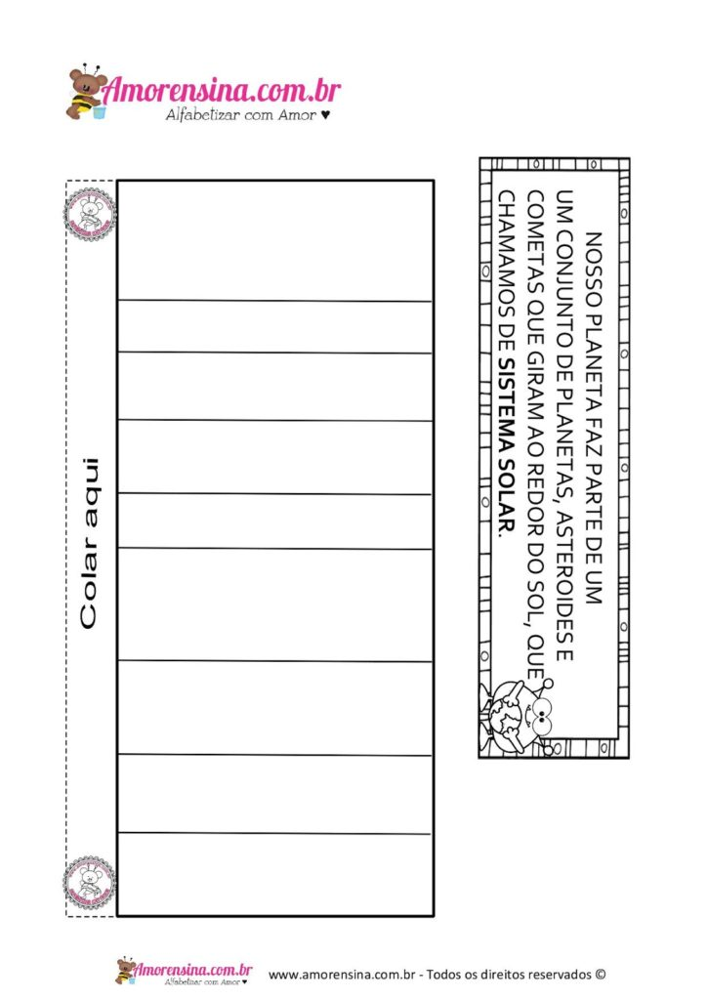 Amorensina.com.br
Alfabetizar com Amor ♥
NOSSO PLANETA FAZ PARTE DE UM
UM CONJUNTO DE PLANETAS, ASTEROIDES E
COMETAS QUE GIRAM AO REDOR DO SOL, QUE
CHAMAMOS DE SISTEMA SOLAR.
Colar aqui
Amorensina.com.br
Alfabetizar com Amor ♥
www.amorensina.com.br - Todos os direitos reservados ©